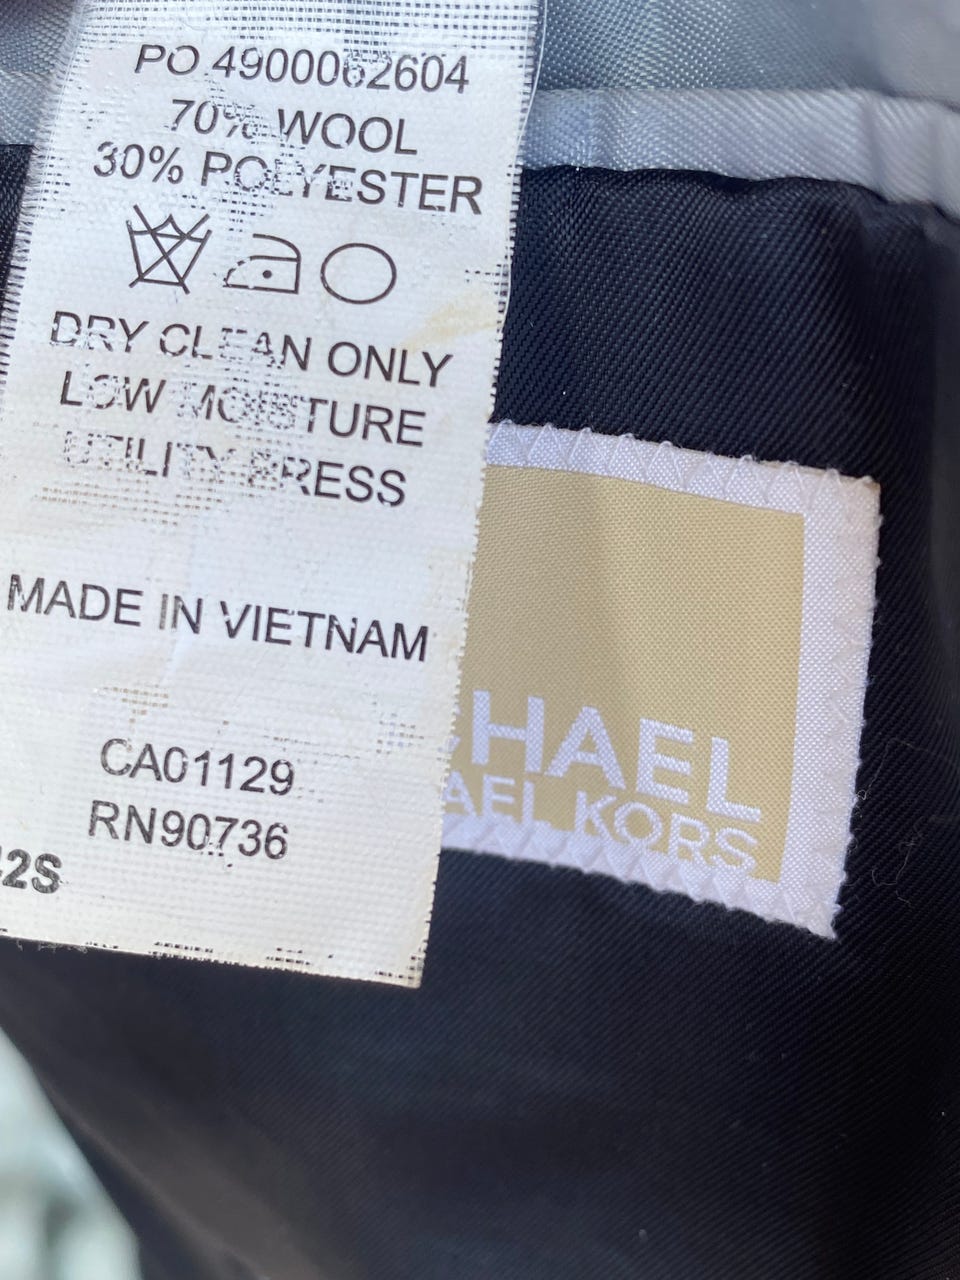 PO 4900062604
70% WOOL
30% POLYESTER
DRY CLEAN ONLY
LOW MOISTURE
UTILITY PRESS
MADE IN VIETNAM
CA01129
RN90736
2S
HAEL
AEL KORS